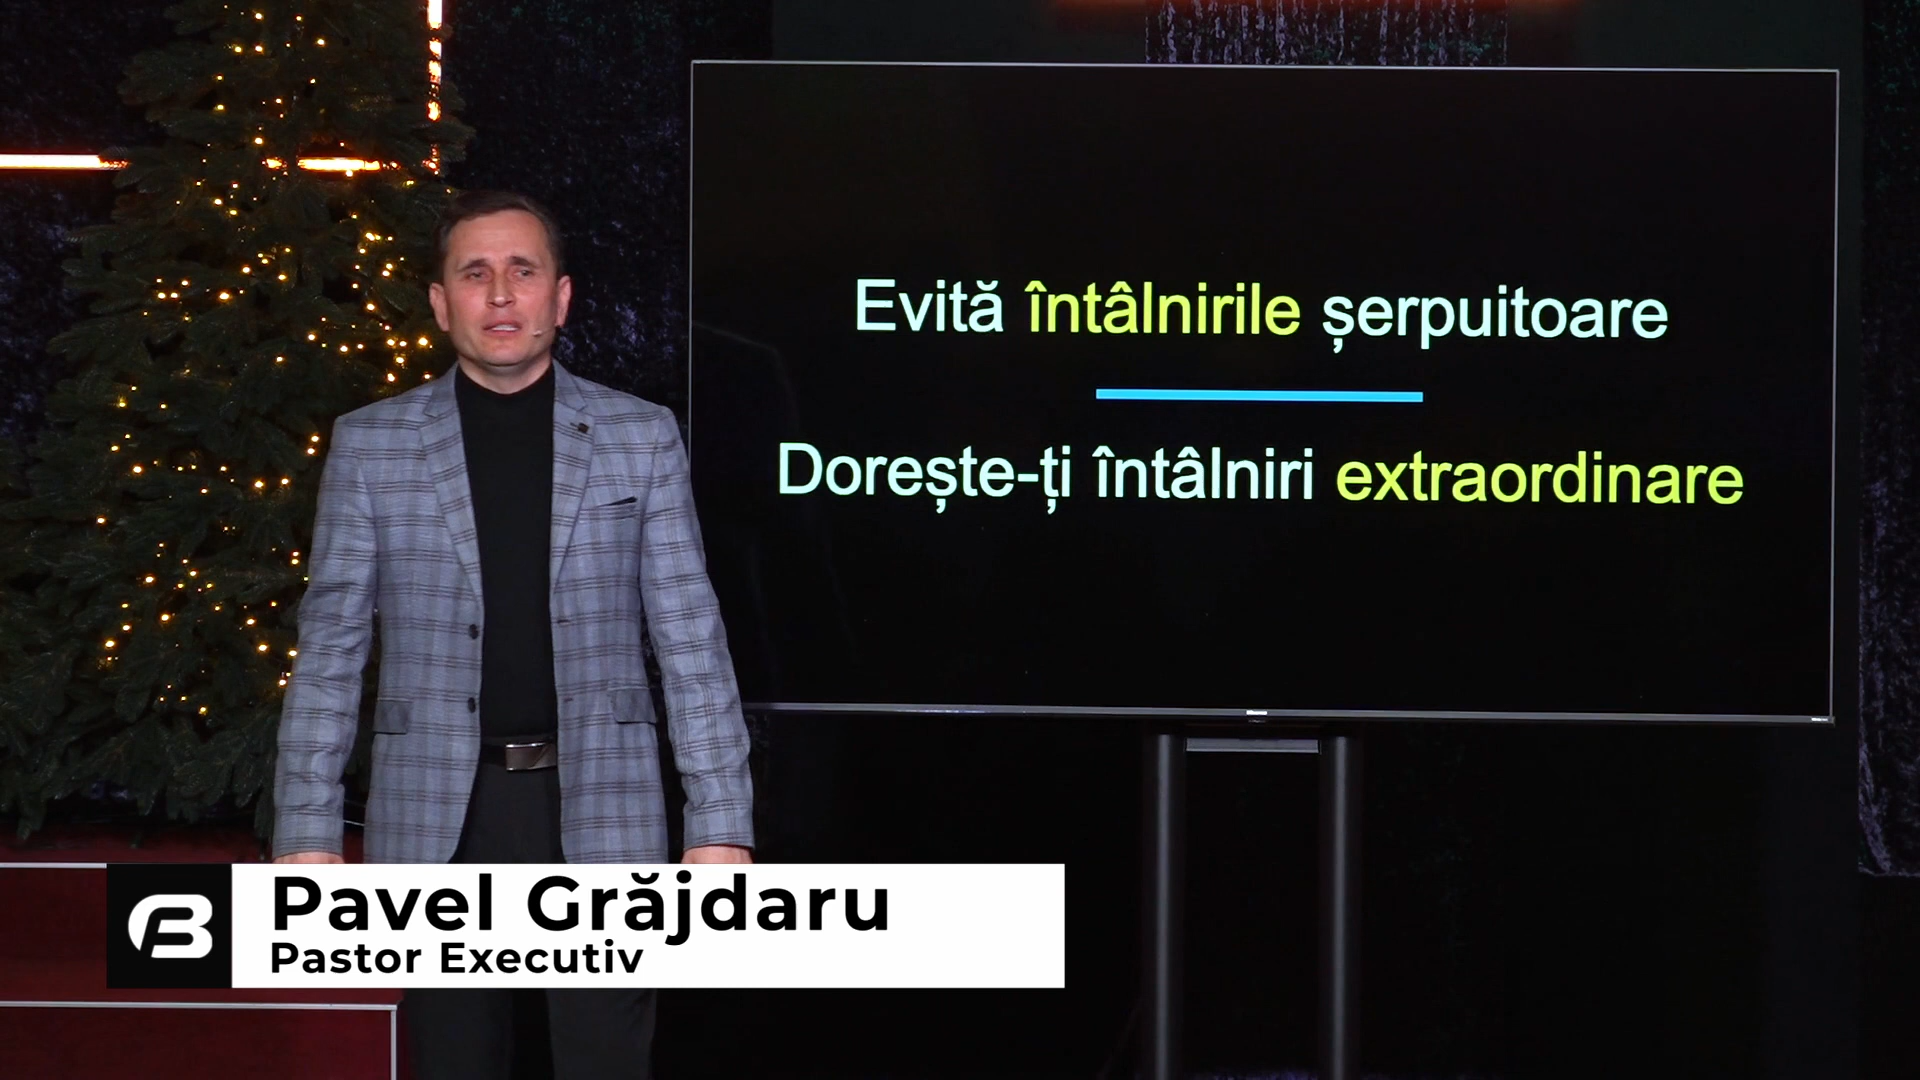 Evită întâlnirile șerpuitoare
Dorește-ți întâlniri extraordinare
Pavel Grăjdaru
Pastor Executiv